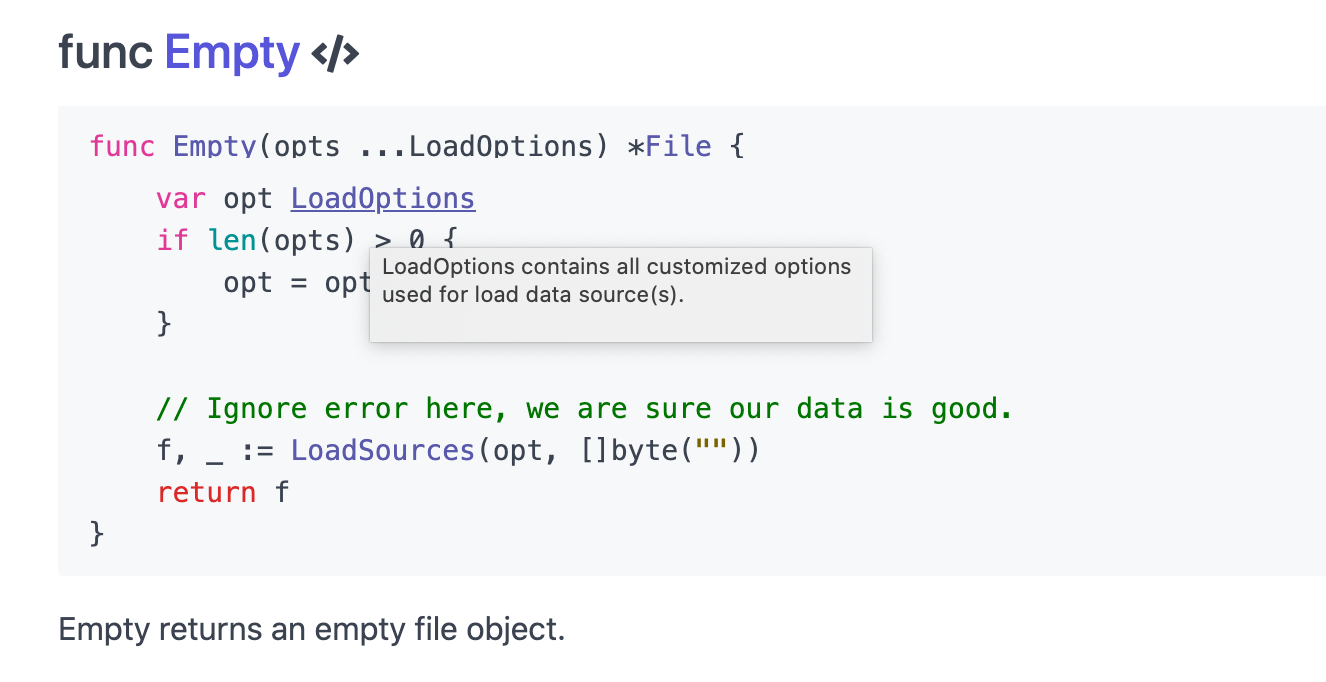 func Empty </>
func Empty(opts ...LoadOptions) *File {
var opt LoadOptions
if len(opts) > 0 {
opt = opt
LoadOptions contains all customized options
used for load data source(s).
}
// Ignore error here, we are sure our data is good.
f, _ := LoadSources(opt, []byte(""))
return f
}
Empty returns an empty file object.